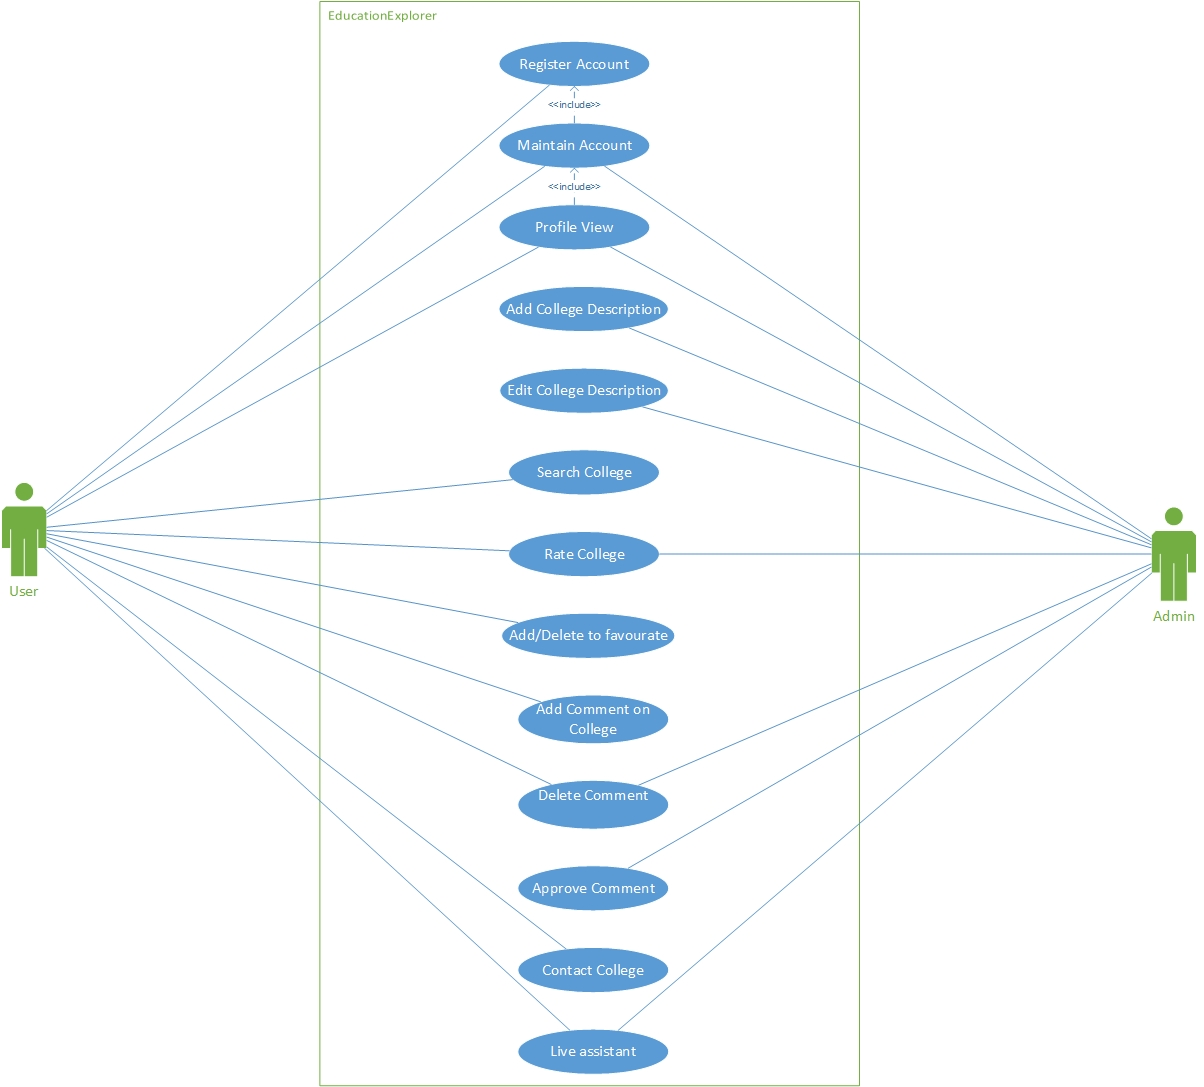 EducationExplorer
Register Account
<<include>>
Maintain Account
<<include>>
Profile View
Add College Description
Edit College Description
Search College
Rate College
User
Admin
Add/Delete to favourate
Add Comment on
College
Delete Comment
Approve Comment
Contact College
Live assistant